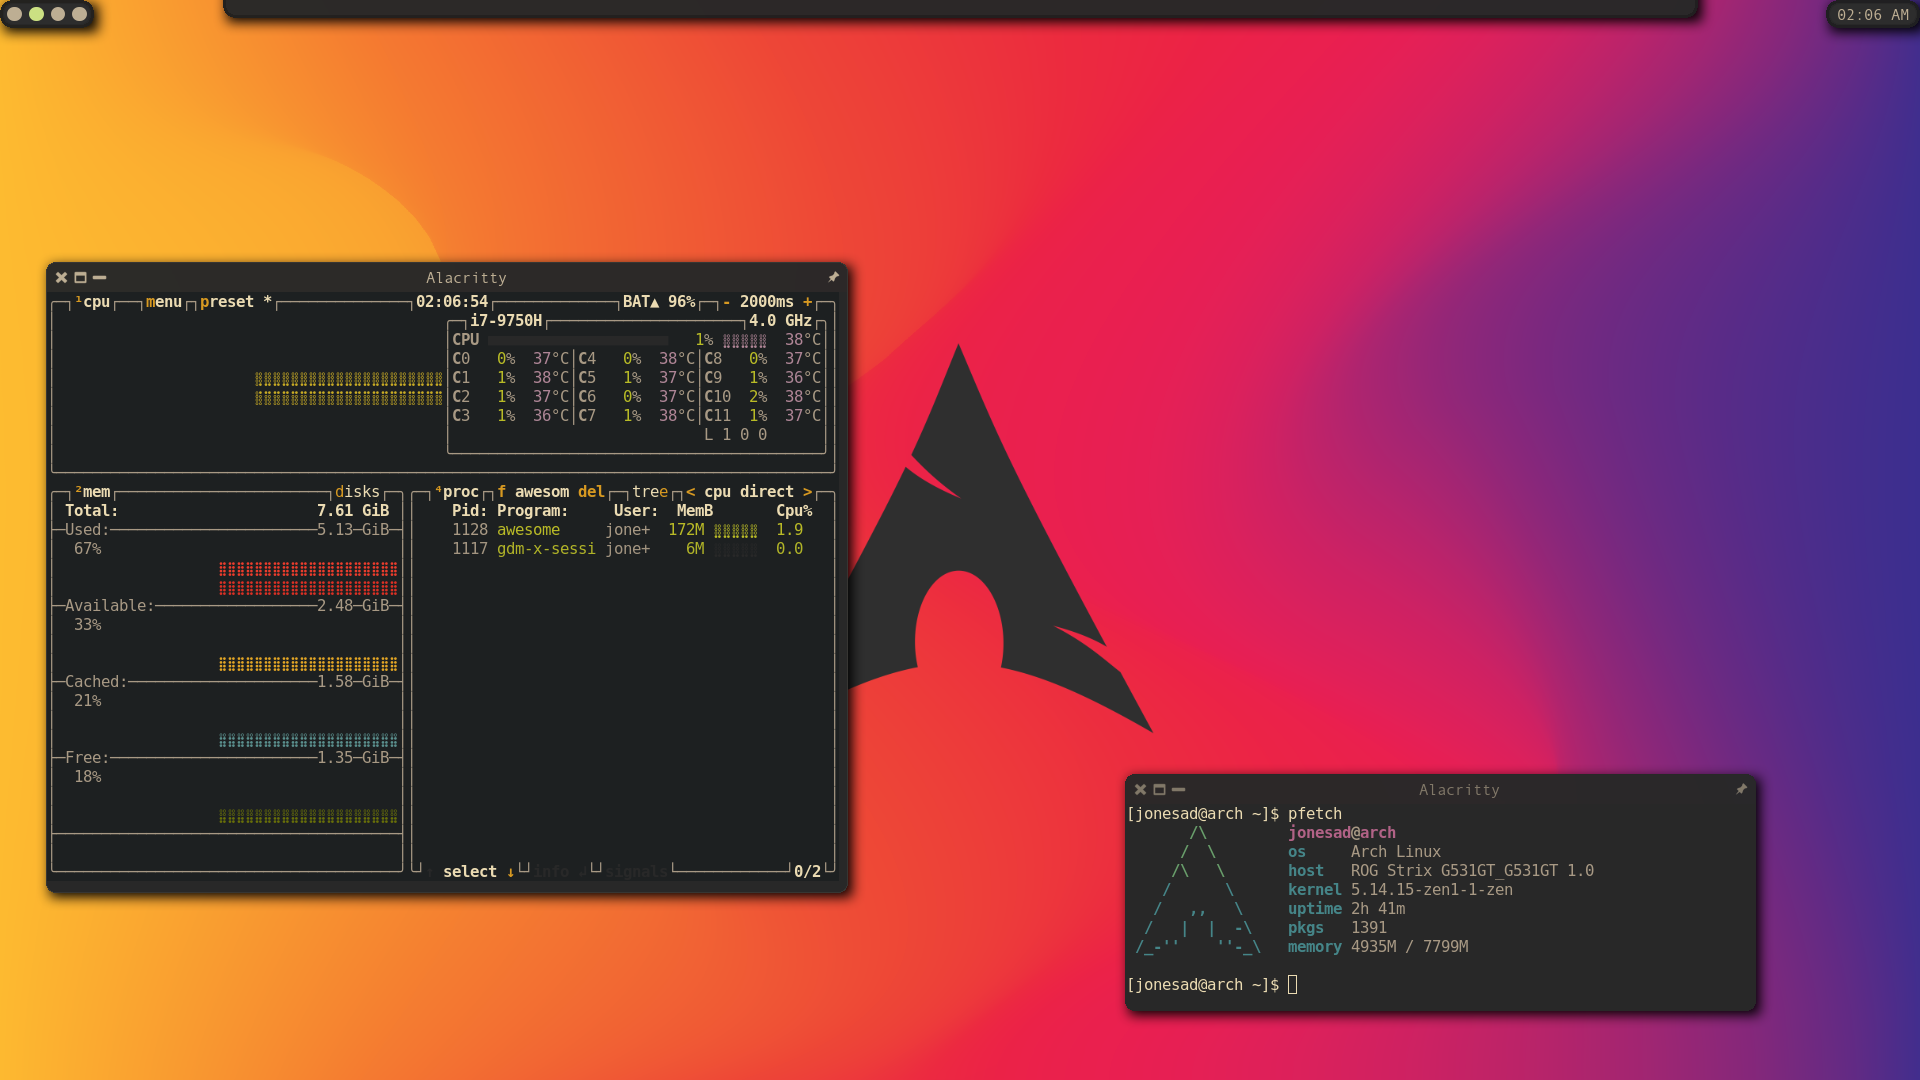 02:06 AM
Alacritty
¹cpu menu preset * 02:06:54 BAT▲ 96% - 2000ms +
i7-9750H 4.0 GHz
CPU 1% 38°C
C0 0% 37°C C4 0% 38°C C8 0% 37°C
C1 1% 38°C C5 1% 37°C C9 1% 36°C
C2 1% 37°C C6 0% 37°C C10 2% 38°C
C3 1% 36°C C7 1% 38°C C11 1% 37°C
L 1 0 0
²mem disks
Total: 7.61 GiB
Used: 5.13 GiB
67%
Available: 2.48 GiB
33%
Cached: 1.58 GiB
21%
Free: 1.35 GiB
18%
⁴proc f awesom del tree < cpu direct >
Pid: Program: User: MemB Cpu%
1128 awesome jone+ 172M 1.9
1117 gdm-x-sessi jone+ 6M 0.0
↑ select ↓ info ↲ signals 0/2
Alacritty
[jonesad@arch ~]$ pfetch
jonesad@arch
os Arch Linux
host ROG Strix G531GT_G531GT 1.0
kernel 5.14.15-zen1-1-zen
uptime 2h 41m
pkgs 1391
memory 4935M / 7799M
[jonesad@arch ~]$